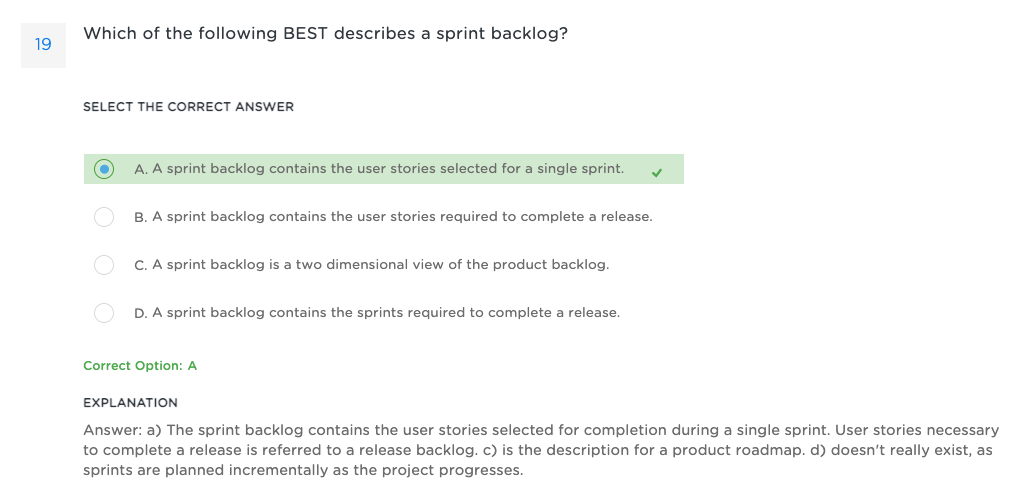 19
Which of the following BEST describes a sprint backlog?
SELECT THE CORRECT ANSWER
A. A sprint backlog contains the user stories selected for a single sprint.
B. A sprint backlog contains the user stories required to complete a release.
C. A sprint backlog is a two dimensional view of the product backlog.
D. A sprint backlog contains the sprints required to complete a release.
Correct Option: A
EXPLANATION
Answer: a) The sprint backlog contains the user stories selected for completion during a single sprint. User stories necessary
to complete a release is referred to a release backlog. c) is the description for a product roadmap. d) doesn't really exist, as
sprints are planned incrementally as the project progresses.